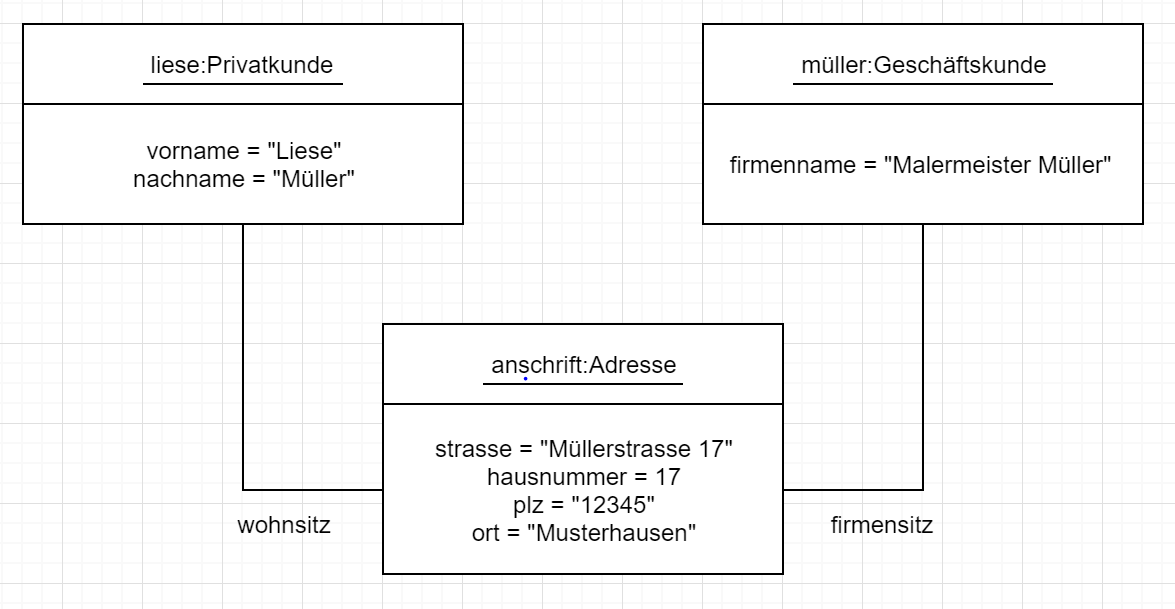 liese:Privatkunde
vorname = "Liese"
nachname = "Müller"
müller:Geschäftskunde
firmenname = "Malermeister Müller"
anschrift:Adresse
strasse = "Müllerstrasse 17"
hausnummer = 17
plz = "12345"
ort = "Musterhausen"
wohnsitz
firmensitz